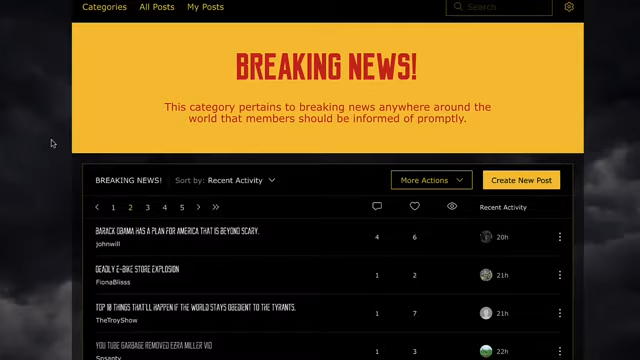 Categories All Posts My Posts Search
BREAKING NEWS!
This category pertains to breaking news anywhere around the
world that members should be informed of promptly.
BREAKING NEWS! Sort by: Recent Activity More Actions Create New Post
1 2 3 4 5 Recent Activity
BARACK OBAMA HAS A PLAN FOR AMERICA THAT IS BEYOND SCARY.
johnwill
4 6 20h
DEADLY E-BIKE STORE EXPLOSION
FionaBlisss
1 2 21h
TOP 10 THINGS THAT'LL HAPPEN IF THE WORLD STAYS OBEDIENT TO THE TYRANTS.
TheTroyShow
1 7 21h
YOU TUBE GARBAGE REMOVED EZRA MILLER VID
1 3 22h